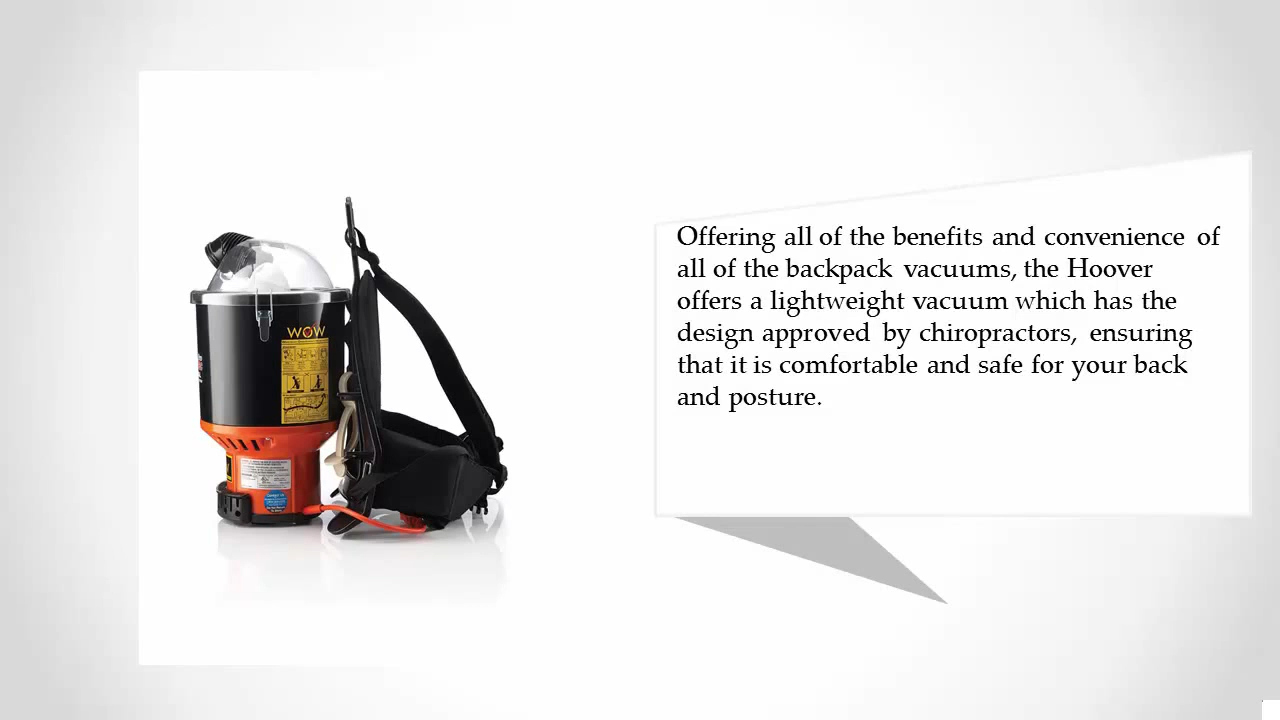 WOW
Offering all of the benefits and convenience of
all of the backpack vacuums, the Hoover
offers a lightweight vacuum which has the
design approved by chiropractors, ensuring
that it is comfortable and safe for your back
and posture.